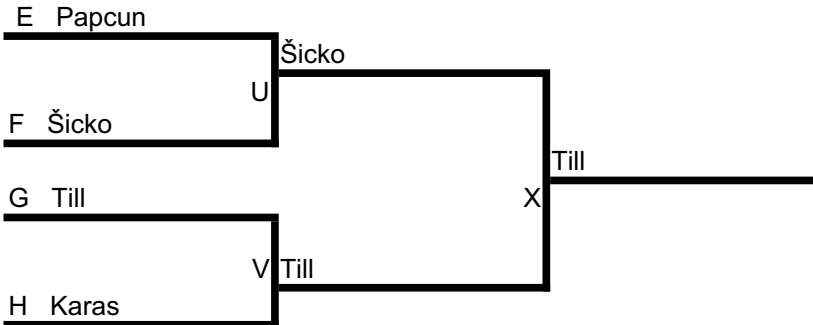 E Papcun
Šicko
U
F Šicko
Till
G Till
X
V Till
H Karas